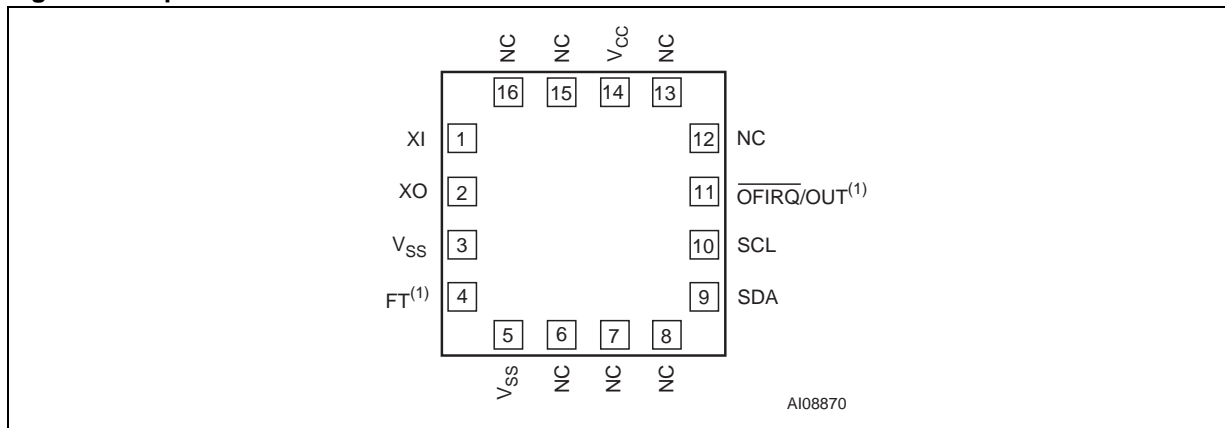 NC NC VCC NC
16 15 14 13
XI 1 12 NC
XO 2 11 OFIRQ/OUT(1)
VSS 3 10 SCL
FT(1) 4 9 SDA
5 6 7 8
VSS NC NC NC
AI08870